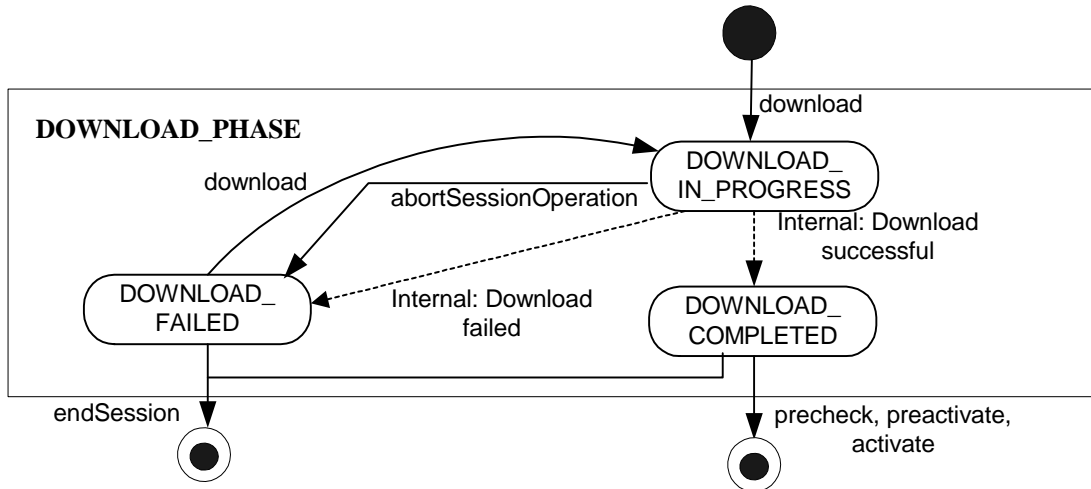 download
DOWNLOAD_PHASE
DOWNLOAD_
IN_PROGRESS
download
abortSessionOperation
Internal: Download
successful
DOWNLOAD_
FAILED
Internal: Download
failed
DOWNLOAD_
COMPLETED
endSession
precheck, preactivate,
activate